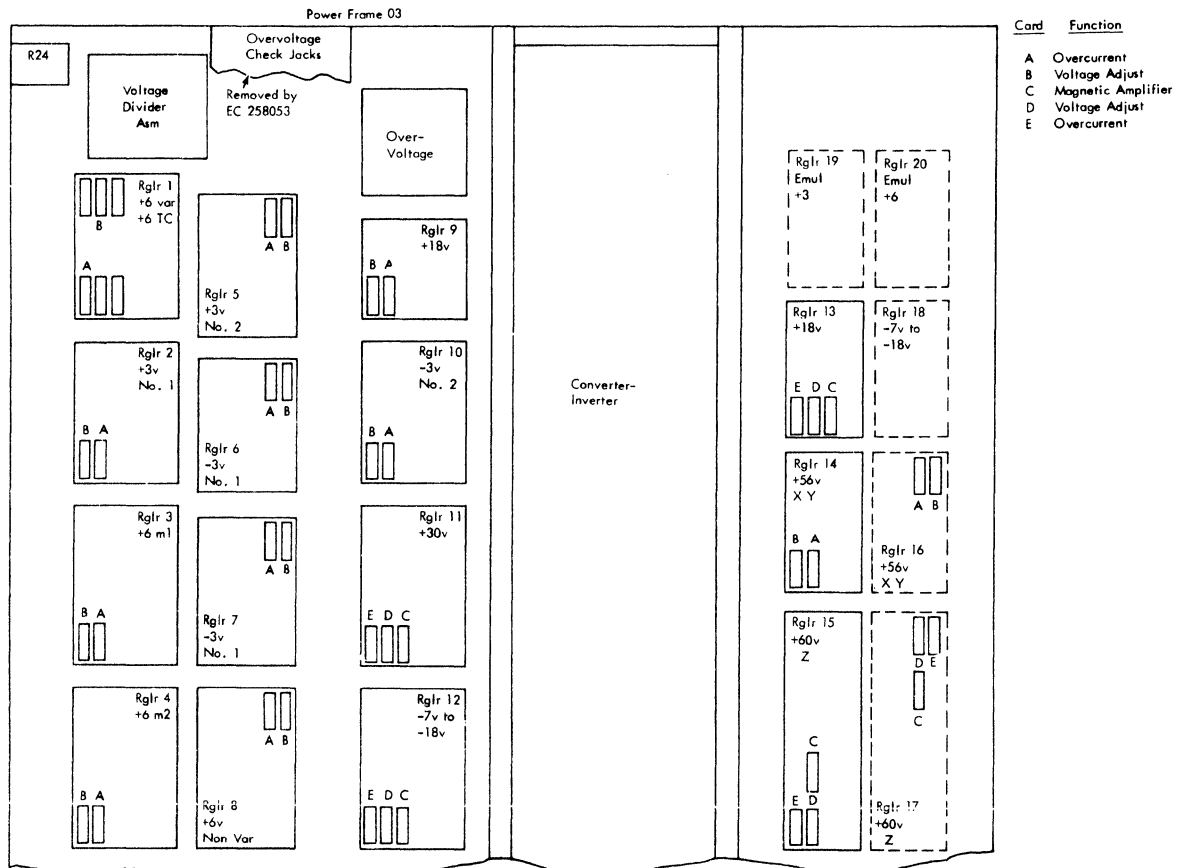 Power Frame 03
Card Function
A Overcurrent
B Voltage Adjust
C Magnetic Amplifier
D Voltage Adjust
E Overcurrent
R24
Voltage
Divider
Asm
Overvoltage
Check Jacks
Removed by
EC 258053
Over-
Voltage
Rglr 1
+6 var
+6 TC
B
A
Rglr 2
+3v
No. 1
B A
Rglr 3
+6 m1
B A
Rglr 4
+6 m2
B A
A B
Rglr 5
+3v
No. 2
A B
Rglr 6
-3v
No. 1
A B
Rglr 7
-3v
No. 1
A B
Rglr 8
+6v
Non Var
Rglr 9
+18v
B A
Rglr 10
-3v
No. 2
B A
Rglr 11
+30v
E D C
Rglr 12
-7v to
-18v
E D C
Converter-
Inverter
Rglr 19
Emul
+3
Rglr 20
Emul
+6
Rglr 13
+18v
E D C
Rglr 18
-7v to
-18v
Rglr 14
+56v
X Y
B A
A B
Rglr 16
+56v
X Y
Rglr 15
+60v
Z
C
E D
D E
C
Rglr 17
+60v
Z